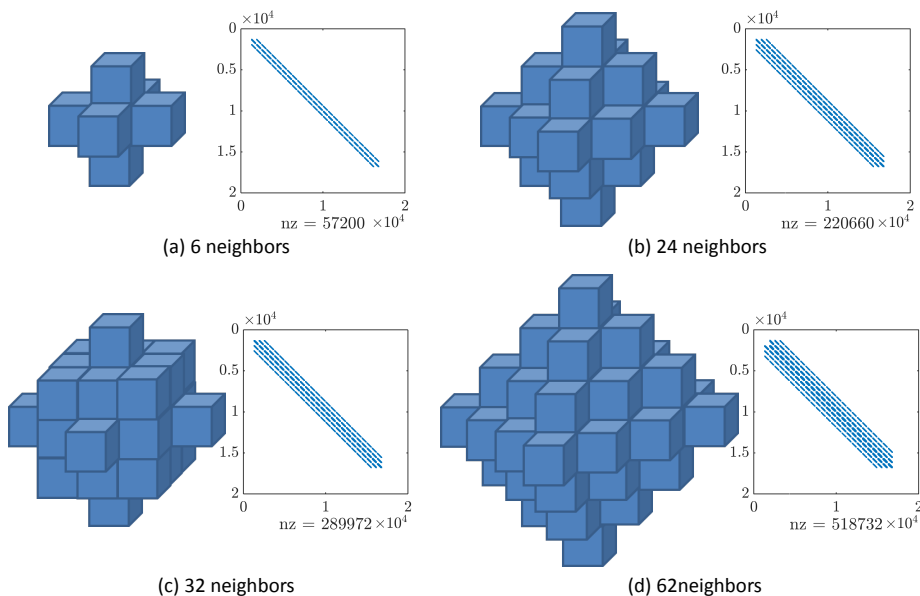 ×10⁴
0
0.5
1
1.5
2
0 1 2
nz = 57200 ×10⁴
(a) 6 neighbors
×10⁴
0
0.5
1
1.5
2
0 1 2
nz = 220660 ×10⁴
(b) 24 neighbors
×10⁴
0
0.5
1
1.5
2
0 1 2
nz = 289972 ×10⁴
(c) 32 neighbors
×10⁴
0
0.5
1
1.5
2
0 1 2
nz = 518732 ×10⁴
(d) 62neighbors